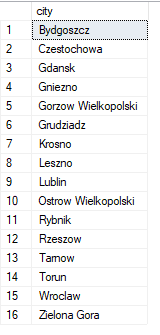 city
1 Bydgoszcz
2 Czestochowa
3 Gdansk
4 Gniezno
5 Gorzow Wielkopolski
6 Grudziadz
7 Krosno
8 Leszno
9 Lublin
10 Ostrow Wielkopolski
11 Rybnik
12 Rzeszow
13 Tarnow
14 Torun
15 Wroclaw
16 Zielona Gora